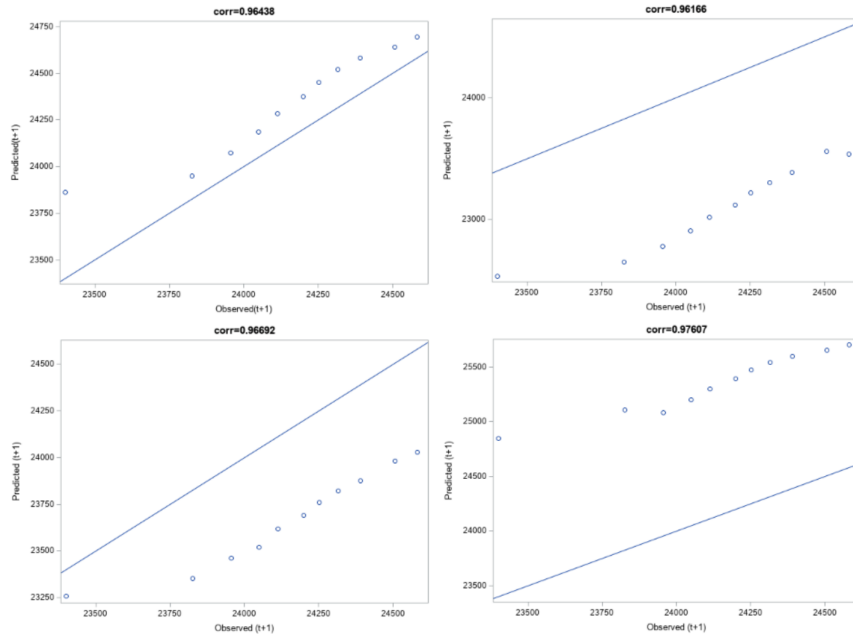 corr=0.96438
24750
24500
24250
24000
23750
23500
Predicted(t+1)
23500 23750 24000 24250 24500
Observed(t+1)
corr=0.96166
24000
23000
Predicted (t+1)
23500 23750 24000 24250 24500
Observed (t+1)
corr=0.96692
24500
24250
24000
23750
23500
23250
Predicted (t+1)
23500 23750 24000 24250 24500
Observed (t+1)
corr=0.97607
25500
25000
24500
24000
23500
Predicted (t+1)
23500 23750 24000 24250 24500
Observed (t+1)